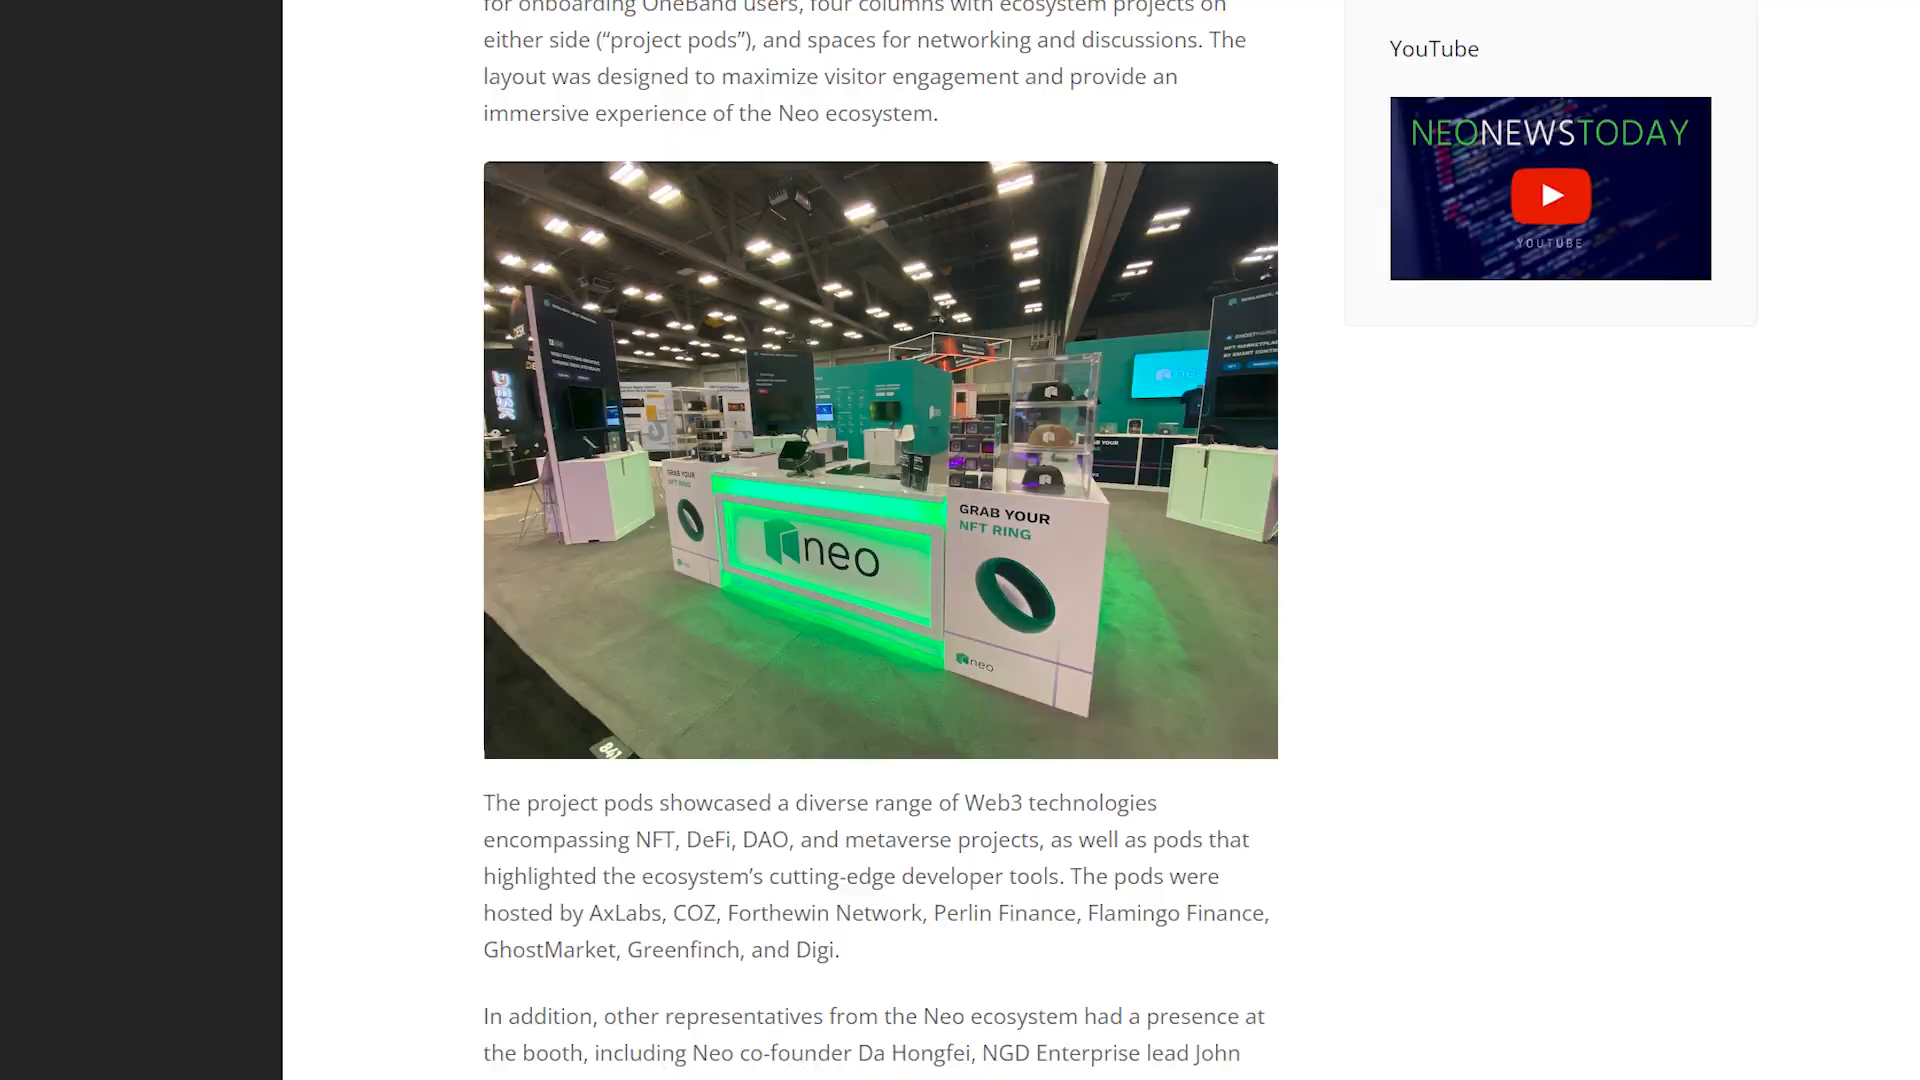 for onboarding OneBand users, four columns with ecosystem projects on
either side (“project pods”), and spaces for networking and discussions. The
layout was designed to maximize visitor engagement and provide an
immersive experience of the Neo ecosystem.
YouTube
NEONEWSTODAY
YOUTUBE
DESK
GRAB YOUR
NFT RING
neo
GRAB YOUR
NFT RING
neo
841
The project pods showcased a diverse range of Web3 technologies
encompassing NFT, DeFi, DAO, and metaverse projects, as well as pods that
highlighted the ecosystem’s cutting-edge developer tools. The pods were
hosted by AxLabs, COZ, Forthewin Network, Perlin Finance, Flamingo Finance,
GhostMarket, Greenfinch, and Digi.
In addition, other representatives from the Neo ecosystem had a presence at
the booth, including Neo co-founder Da Hongfei, NGD Enterprise lead John